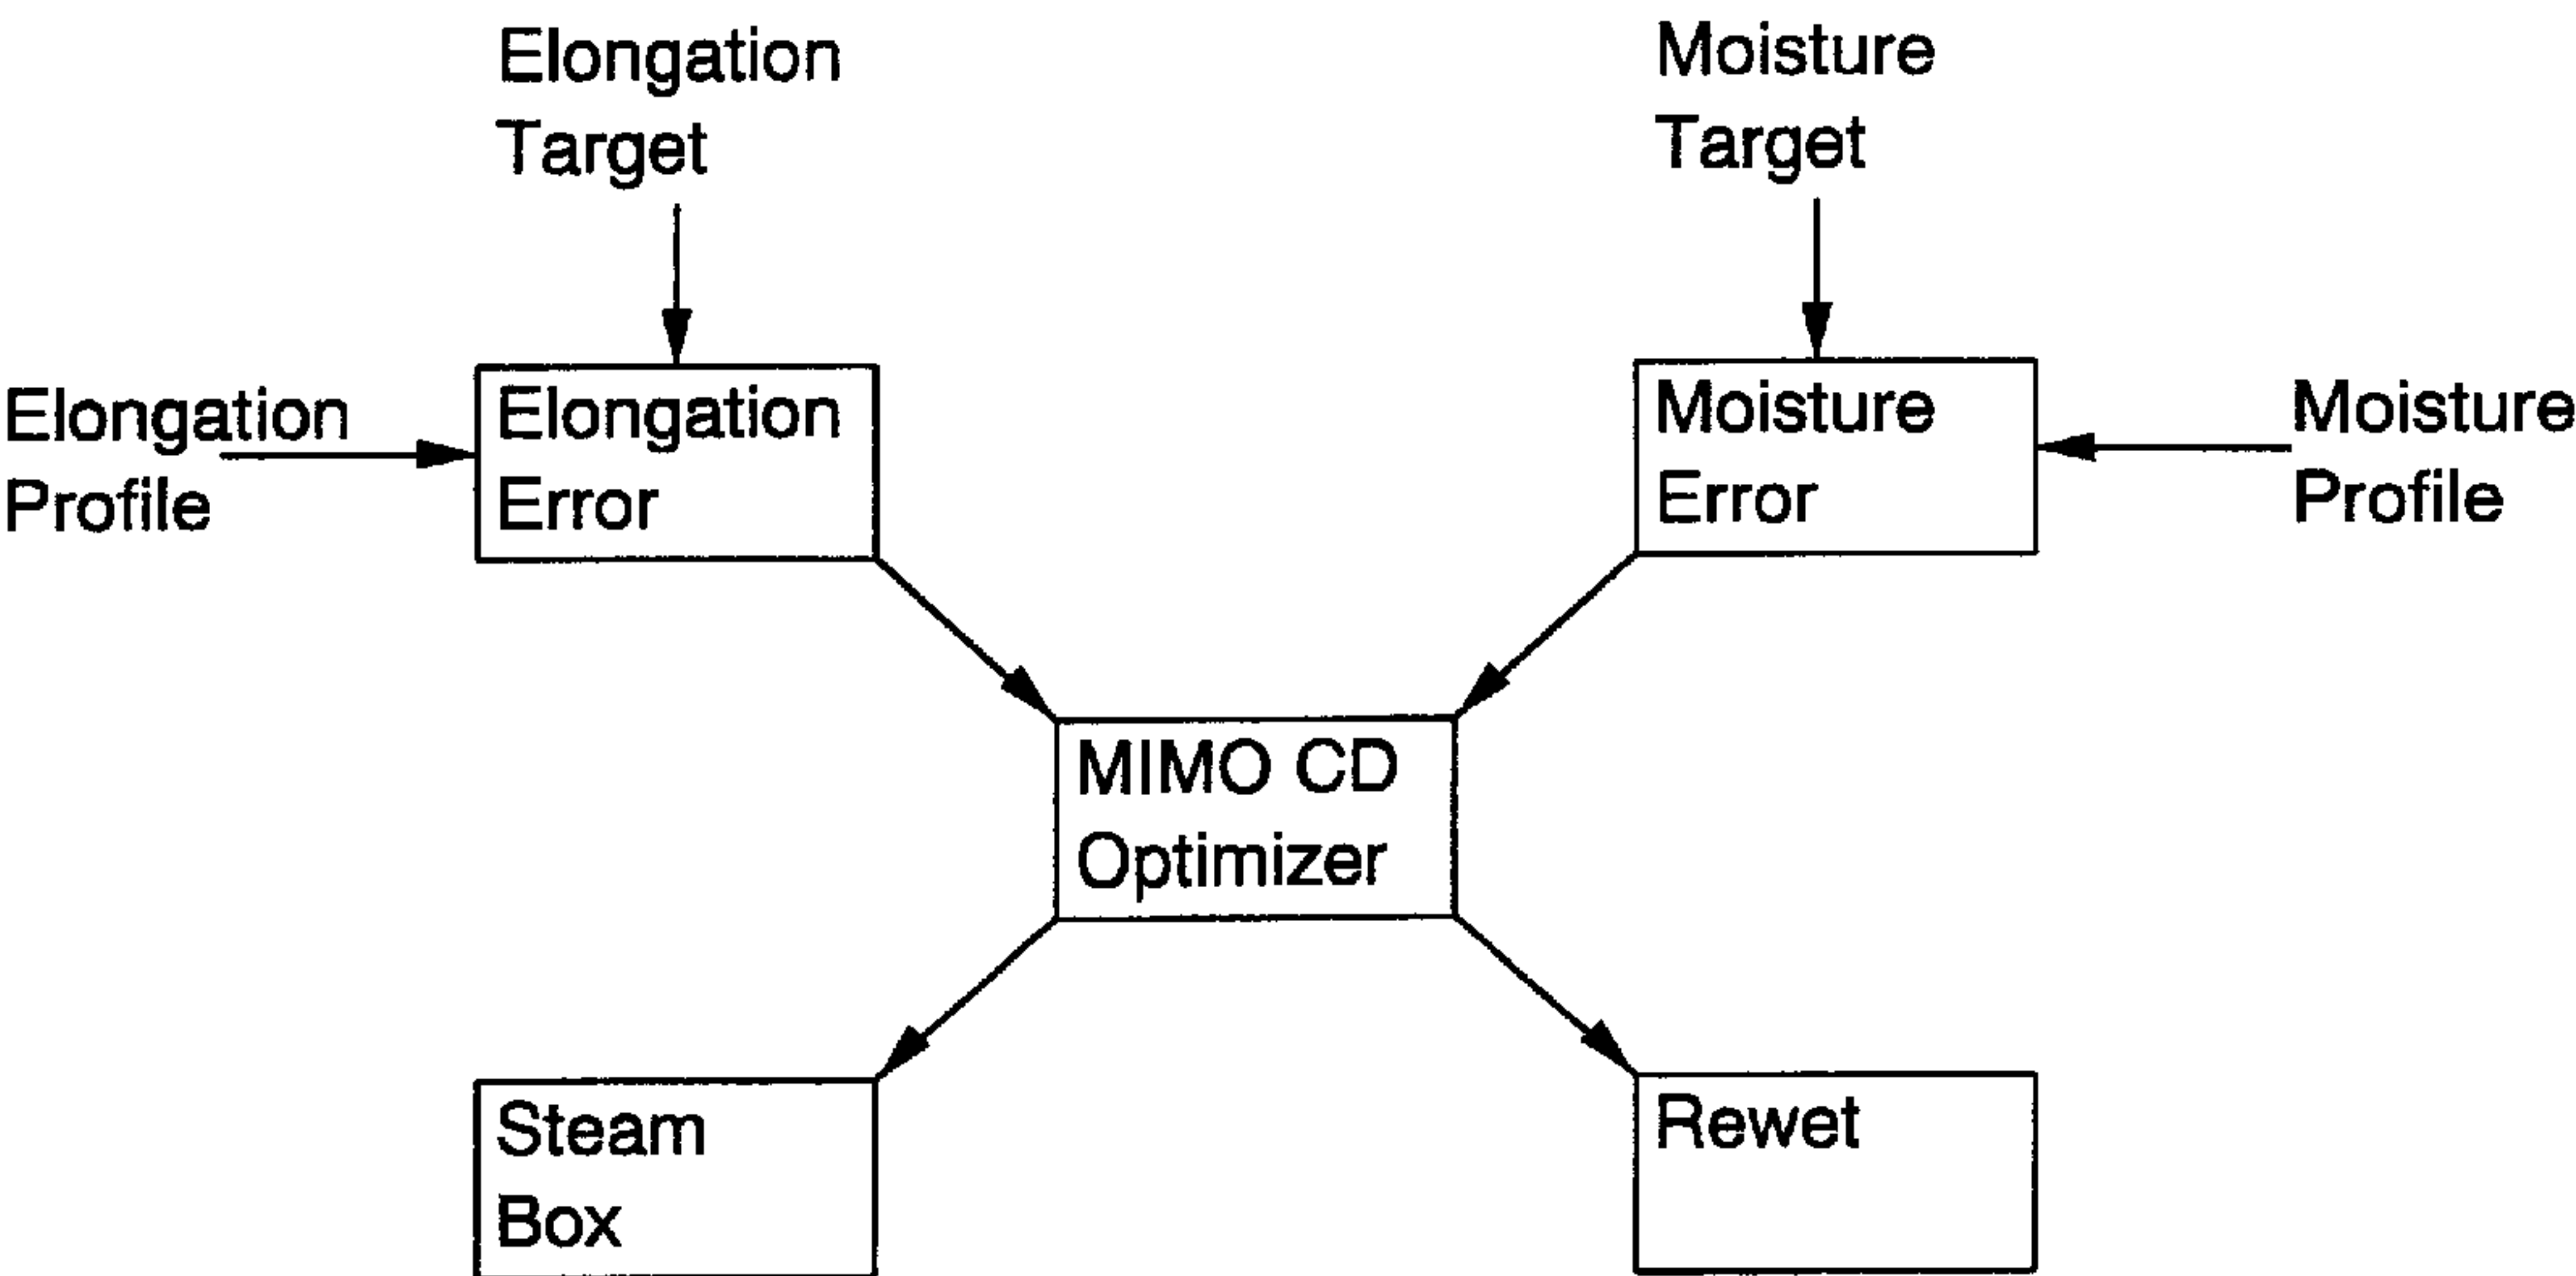 Elongation
Target
Moisture
Target
Elongation
Profile
Elongation
Error
Moisture
Error
Moisture
Profile
MIMO CD
Optimizer
Steam
Box
Rewet